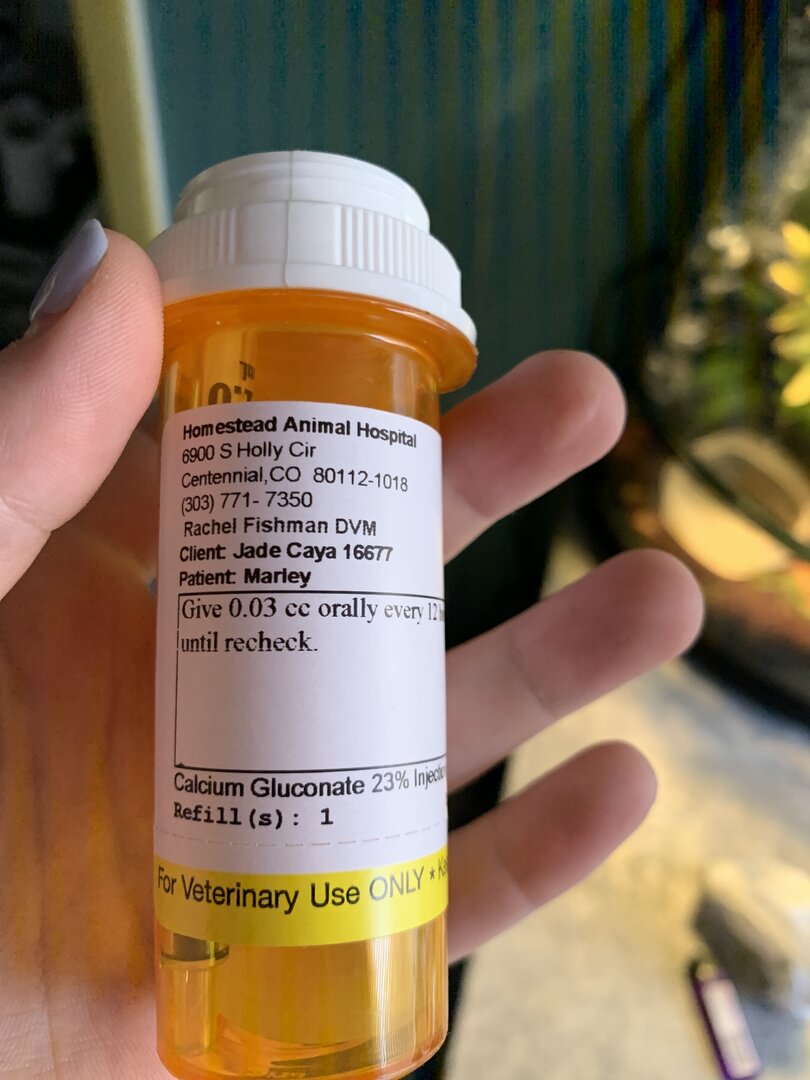 Homestead Animal Hospital
6900 S Holly Cir
Centennial,CO 80112-1018
(303) 771- 7350
Rachel Fishman DVM
Client: Jade Caya 16677
Patient: Marley
Give 0.03 cc orally every 12
until recheck.
Calcium Gluconate 23%
Refill(s): 1
For Veterinary Use ONLY *